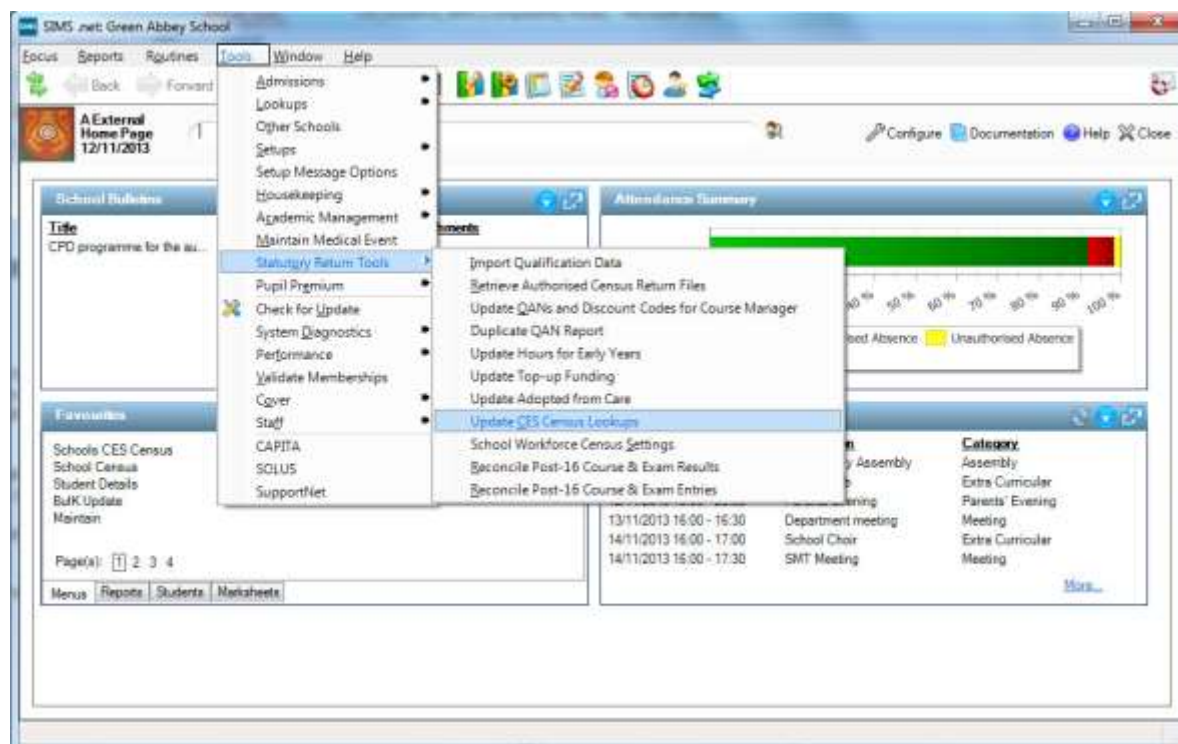 SIMS .net: Green Abbey School
Focus Reports Routines Tools Window Help
Back Forward
A External
Home Page
12/11/2013
Configure Documentation Help Close
Admissions
Lookups
Other Schools
Setups
Setup Message Options
Housekeeping
Academic Management
Maintain Medical Event
Statutory Return Tools
Pupil Premium
Check for Update
System Diagnostics
Performance
Validate Memberships
Cover
Staff
CAPITA
SOLUS
SupportNet
Import Qualification Data
Retrieve Authorised Census Return Files
Update QANs and Discount Codes for Course Manager
Duplicate QAN Report
Update Hours for Early Years
Update Top-up Funding
Update Adopted from Care
Update CES Census Lookups
School Workforce Census Settings
Reconcile Post-16 Course & Exam Results
Reconcile Post-16 Course & Exam Entries
School Bulletins
Title
CPD programme for the au...
Attendance Summary
50 % 60 % 70 % 80 % 90 % 100 %
Absence Unauthorised Absence
Favourites
Schools CES Census
School Census
Student Details
Bulk Update
Maintain
Page(s): 1 2 3 4
Menus Reports Students Marksheets
Category
Assembly Assembly
Extra Curricular
Parents' Evening
13/11/2013 16:00 - 16:30 Department meeting Meeting
14/11/2013 16:00 - 17:00 School Choir Extra Curricular
14/11/2013 16:00 - 17:30 SMT Meeting Meeting
More...